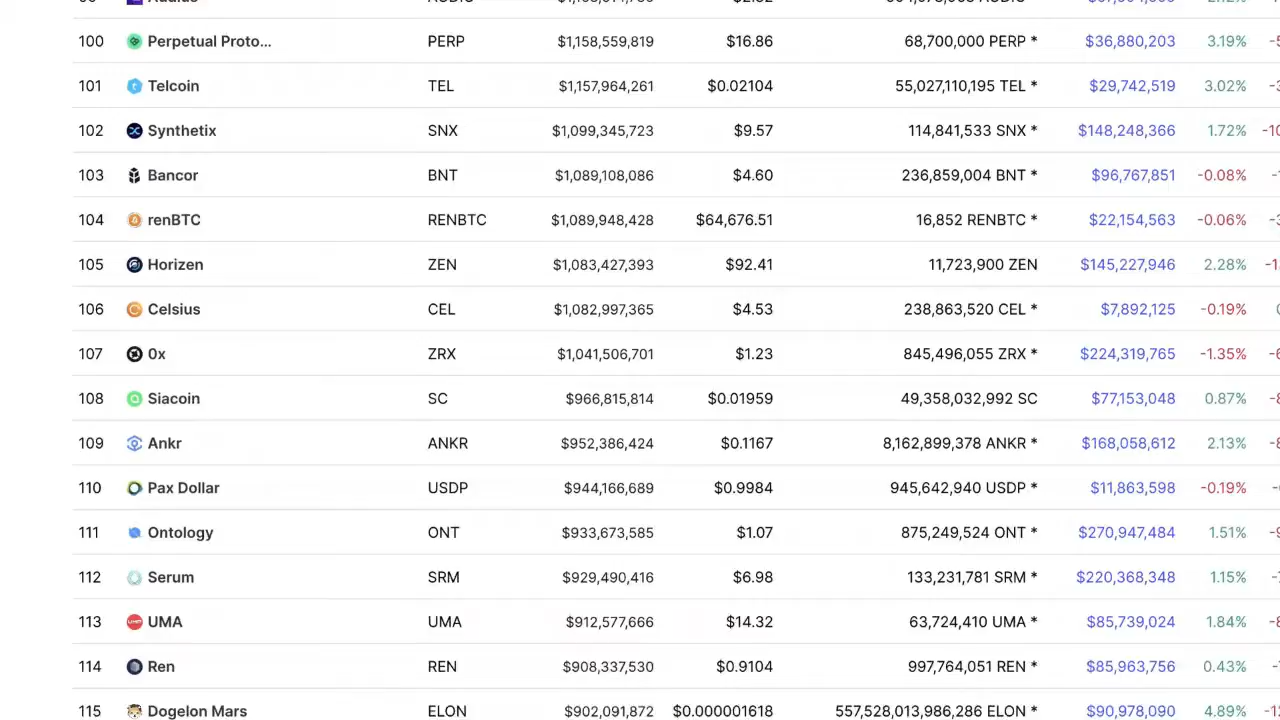 100 Perpetual Proto... PERP $1,158,559,819 $16.86 68,700,000 PERP * $36,880,203 3.19%
101 Telcoin TEL $1,157,964,261 $0.02104 55,027,110,195 TEL * $29,742,519 3.02%
102 Synthetix SNX $1,099,345,723 $9.57 114,841,533 SNX * $148,248,366 1.72%
103 Bancor BNT $1,089,108,086 $4.60 236,859,004 BNT * $96,767,851 -0.08%
104 renBTC RENBTC $1,089,948,428 $64,676.51 16,852 RENBTC * $22,154,563 -0.06%
105 Horizen ZEN $1,083,427,393 $92.41 11,723,900 ZEN $145,227,946 2.28%
106 Celsius CEL $1,082,997,365 $4.53 238,863,520 CEL * $7,892,125 -0.19%
107 0x ZRX $1,041,506,701 $1.23 845,496,055 ZRX * $224,319,765 -1.35%
108 Siacoin SC $966,815,814 $0.01959 49,358,032,992 SC $77,153,048 0.87%
109 Ankr ANKR $952,386,424 $0.1167 8,162,899,378 ANKR * $168,058,612 2.13%
110 Pax Dollar USDP $944,166,689 $0.9984 945,642,940 USDP * $11,863,598 -0.19%
111 Ontology ONT $933,673,585 $1.07 875,249,524 ONT * $270,947,484 1.51%
112 Serum SRM $929,490,416 $6.98 133,231,781 SRM * $220,368,348 1.15%
113 UMA UMA $912,577,666 $14.32 63,724,410 UMA * $85,739,024 1.84%
114 Ren REN $908,337,530 $0.9104 997,764,051 REN * $85,963,756 0.43%
115 Dogelon Mars ELON $902,091,872 $0.000001618 557,528,013,986,286 ELON * $90,978,090 4.89%